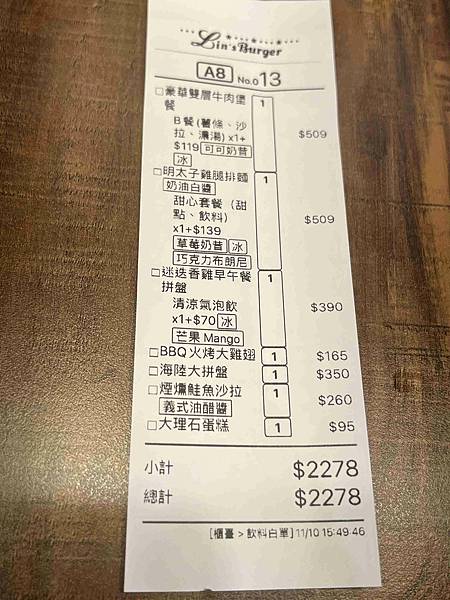 Lin's Burger
A8 No.013
□豪華雙層牛肉堡 1
餐
B餐(薯條、沙 $509
拉、濃湯) x1+
$119 可可奶昔
冰
□明太子雞腿排麵 1
奶油白醬
甜心套餐 (甜 $509
點、飲料)
x1+$139
草莓奶昔 冰
巧克力布朗尼
□迷迭香雞早午餐 1
拼盤
清涼氣泡飲 $390
x1+$70 冰
芒果 Mango
□BBQ火烤大雞翅 1 $165
□海陸大拼盤 1 $350
□煙燻鮭魚沙拉 1 $260
義式油醋醬
□大理石蛋糕 1 $95
小計 $2278
總計 $2278
[櫃臺 > 飲料白單] 11/10 15:49:46